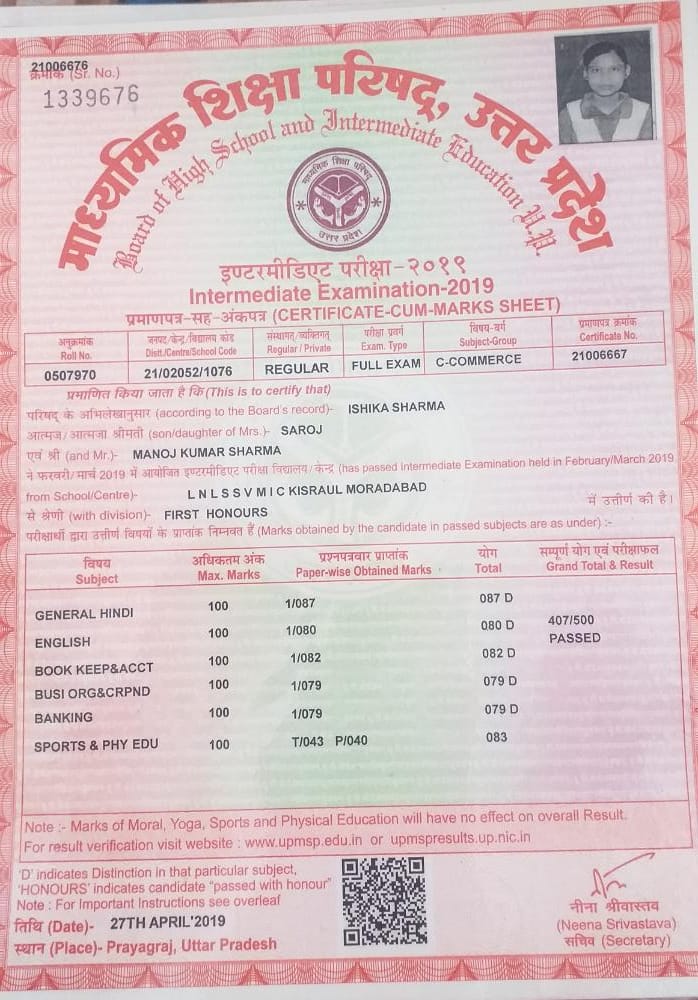 21006676
क्रमांक (Sr. No.)
1339676
माध्यमिक शिक्षा परिषद्, उत्तर प्रदेश
Board of High School and Intermediate Education U.P.
माध्यमिक शिक्षा परिषद्
उत्तर प्रदेश
इण्टरमीडिएट परीक्षा-२०१९
Intermediate Examination-2019
प्रमाणपत्र-सह-अंकपत्र (CERTIFICATE-CUM-MARKS SHEET)
अनुक्रमांक जनपद/केन्द्र/विद्यालय कोड संस्थागत/व्यक्तिगत परीक्षा प्रवर्ग विषय-वर्ग प्रमाणपत्र क्रमांक
Roll No. Distt./Centre/School Code Regular / Private Exam. Type Subject-Group Certificate No.
0507970 21/02052/1076 REGULAR FULL EXAM C-COMMERCE 21006667
प्रमाणित किया जाता है कि (This is to certify that)
परिषद् के अभिलेखानुसार (according to the Board's record)- ISHIKA SHARMA
आत्मज/आत्मजा श्रीमती (son/daughter of Mrs.)- SAROJ
एवं श्री (and Mr.)- MANOJ KUMAR SHARMA
ने फरवरी/मार्च 2019 में आयोजित इण्टरमीडिएट परीक्षा विद्यालय/केन्द्र (has passed Intermediate Examination held in February/March 2019
from School/Centre)- L N L S S V M I C KISRAUL MORADABAD
से श्रेणी (with division)- FIRST HONOURS में उत्तीर्ण की है।
परीक्षार्थी द्वारा उत्तीर्ण विषयों के प्राप्तांक निम्नवत हैं (Marks obtained by the candidate in passed subjects are as under) :-
विषय अधिकतम अंक प्रश्नपत्रवार प्राप्तांक योग सम्पूर्ण योग एवं परीक्षाफल
Subject Max. Marks Paper-wise Obtained Marks Total Grand Total & Result
GENERAL HINDI 100 1/087 087 D
ENGLISH 100 1/080 080 D 407/500
PASSED
BOOK KEEP&ACCT 100 1/082 082 D
BUSI ORG&CRPND 100 1/079 079 D
BANKING 100 1/079 079 D
SPORTS & PHY EDU 100 T/043 P/040 083
Note :- Marks of Moral, Yoga, Sports and Physical Education will have no effect on overall Result.
For result verification visit website : www.upmsp.edu.in or upmspresults.up.nic.in
'D' indicates Distinction in that particular subject,
'HONOURS' indicates candidate "passed with honour"
Note : For Important Instructions see overleaf
तिथि (Date)- 27TH APRIL'2019
स्थान (Place)- Prayagraj, Uttar Pradesh
नीना श्रीवास्तव
(Neena Srivastava)
सचिव (Secretary)